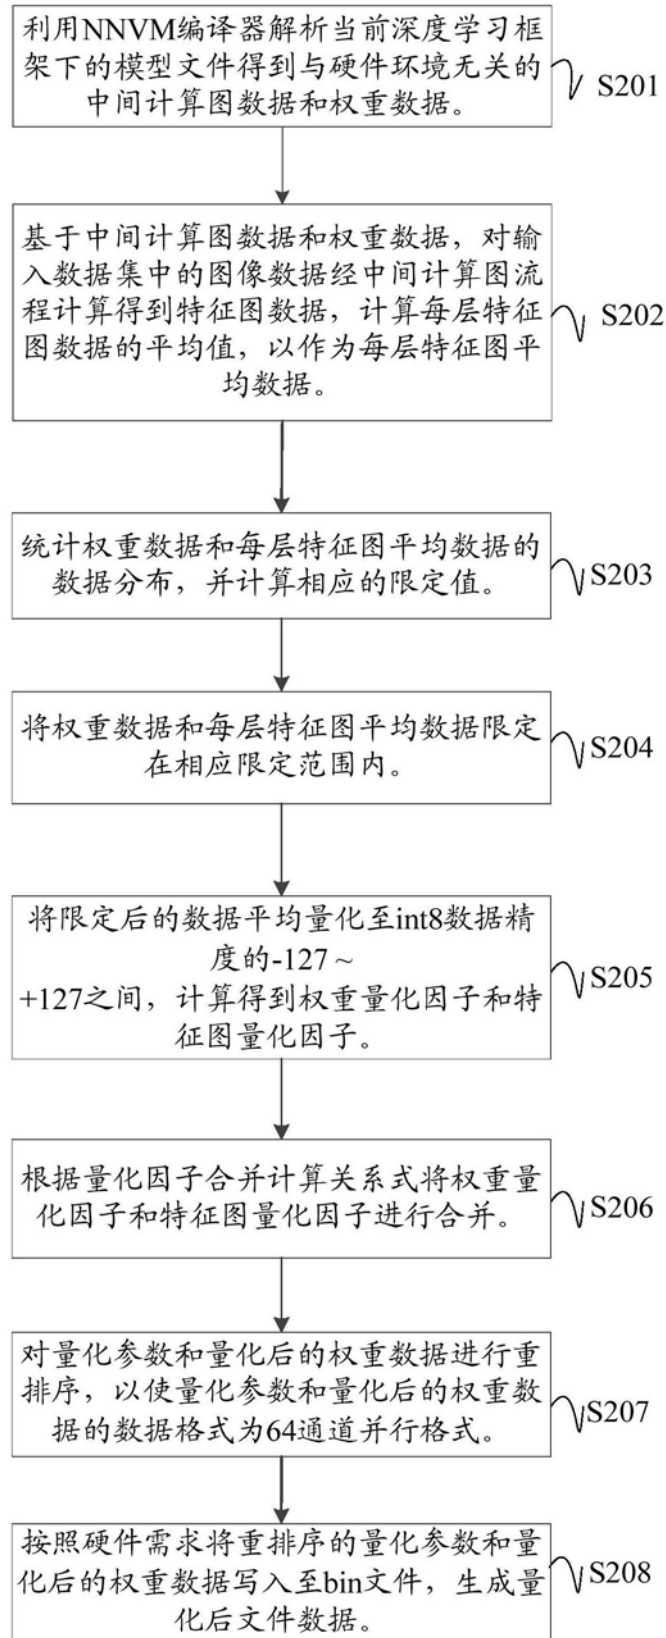 利用NNVM编译器解析当前深度学习框
架下的模型文件得到与硬件环境无关的
中间计算图数据和权重数据。
S201
基于中间计算图数据和权重数据，对输
入数据集中的图像数据经中间计算图流
程计算得到特征图数据，计算每层特征
图数据的平均值，以作为每层特征图平
均数据。
S202
统计权重数据和每层特征图平均数据的
数据分布，并计算相应的限定值。
S203
将权重数据和每层特征图平均数据限定
在相应限定范围内。
S204
将限定后的数据平均量化至int8数据精
度的-127 ~
+127之间，计算得到权重量化因子和特
征图量化因子。
S205
根据量化因子合并计算关系式将权重量
化因子和特征图量化因子进行合并。
S206
对量化参数和量化后的权重数据进行重
排序，以使量化参数和量化后的权重数
据的数据格式为64通道并行格式。
S207
按照硬件需求将重排序的量化参数和量
化后的权重数据写入至bin文件，生成量
化后文件数据。
S208